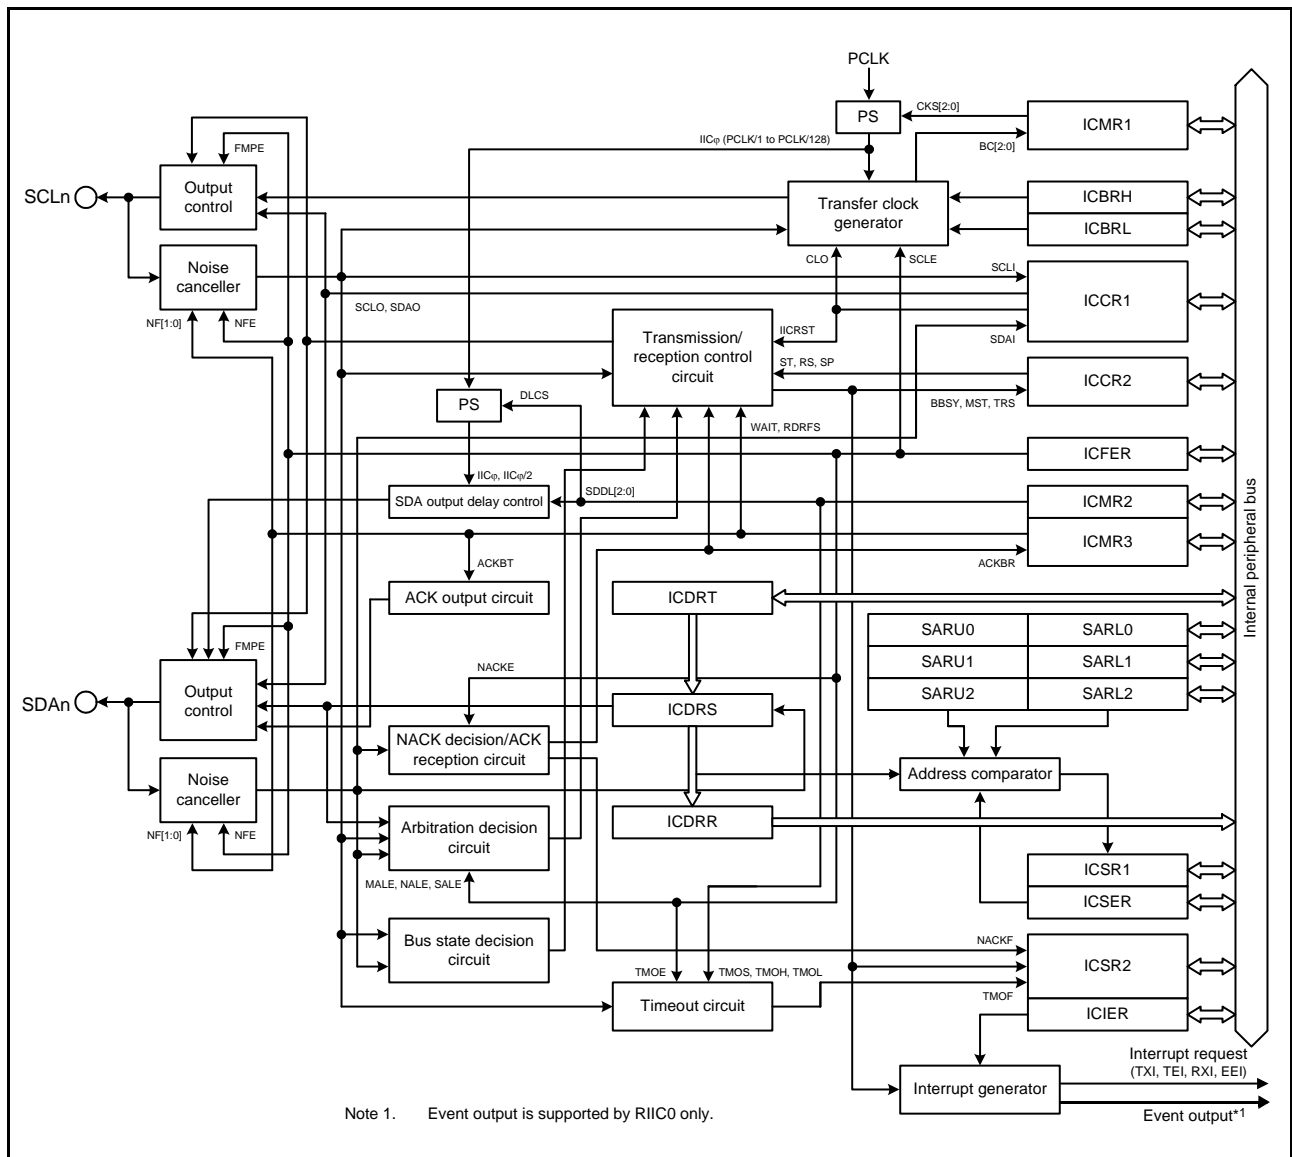 PCLK
PS
CKS[2:0]
ICMR1
IICφ (PCLK/1 to PCLK/128)
BC[2:0]
FMPE
SCLn
Output
control
Transfer clock
generator
ICBRH
ICBRL
Noise
canceller
CLO
SCLE
SCLI
ICCR1
SCLO, SDAO
NF[1:0]
NFE
Transmission/
reception control
circuit
IICRST
SDAI
ST, RS, SP
ICCR2
BBSY, MST, TRS
PS
DLCS
WAIT, RDRFS
ICFER
IICφ, IICφ/2
SDA output delay control
SDDL[2:0]
ICMR2
ICMR3
ACKBT
ACKBR
ACK output circuit
ICDRT
Internal peripheral bus
SARU0
SARL0
SARU1
SARL1
SARU2
SARL2
FMPE
SDAn
Output
control
NACKE
ICDRS
NACK decision/ACK
reception circuit
Address comparator
Noise
canceller
NF[1:0]
NFE
ICDRR
Arbitration decision
circuit
MALE, NALE, SALE
ICSR1
ICSER
Bus state decision
circuit
NACKF
ICSR2
TMOE
TMOS, TMOH, TMOL
TMOF
Timeout circuit
ICIER
Interrupt generator
Interrupt request
(TXI, TEI, RXI, EEI)
Event output*1
Note 1. Event output is supported by RIIC0 only.